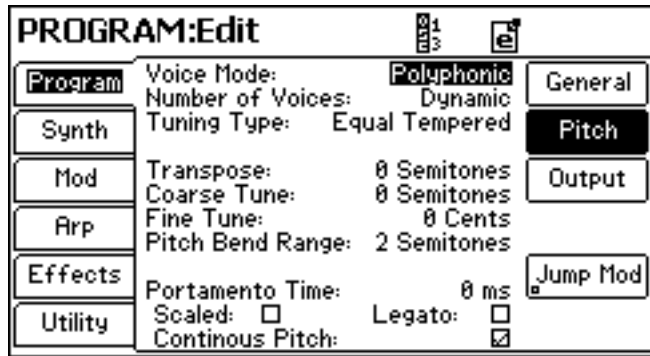 PROGRAM:Edit
Program
Synth
Mod
Arp
Effects
Utility
Voice Mode: Polyphonic
Number of Voices: Dynamic
Tuning Type: Equal Tempered
Transpose: 0 Semitones
Coarse Tune: 0 Semitones
Fine Tune: 0 Cents
Pitch Bend Range: 2 Semitones
Portamento Time: 0 ms
Scaled: Legato:
Continous Pitch:
General
Pitch
Output
Jump Mod